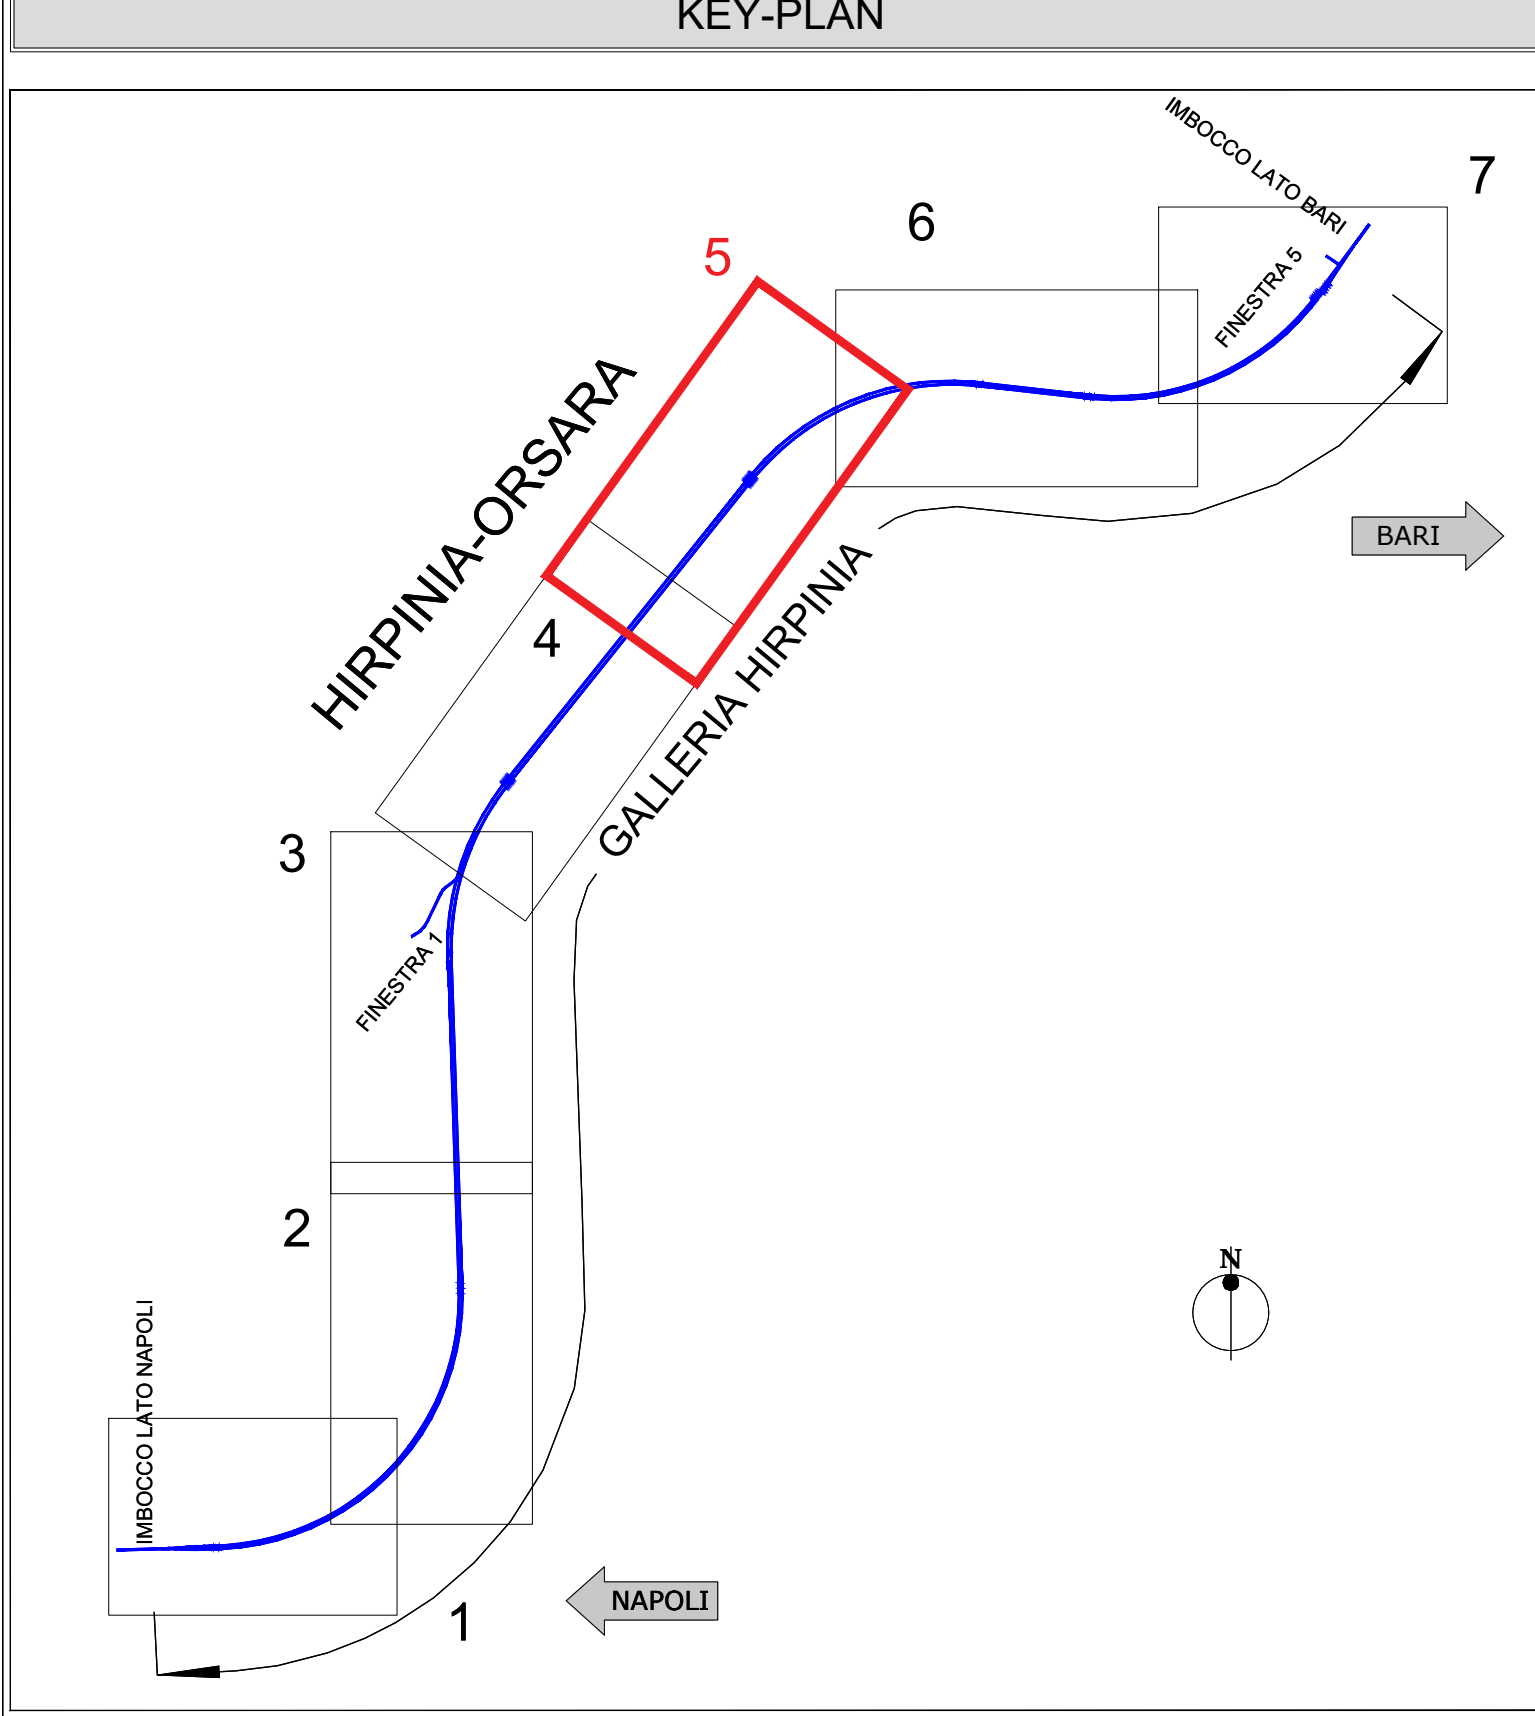 KEY-PLAN
IMBOCCO LATO BARI
7
6
5
FINESTRA 5
HIRPINIA-ORSARA
BARI
4
GALLERIA HIRPINIA
3
FINESTRA 1
2
N
IMBOCCO LATO NAPOLI
NAPOLI
1